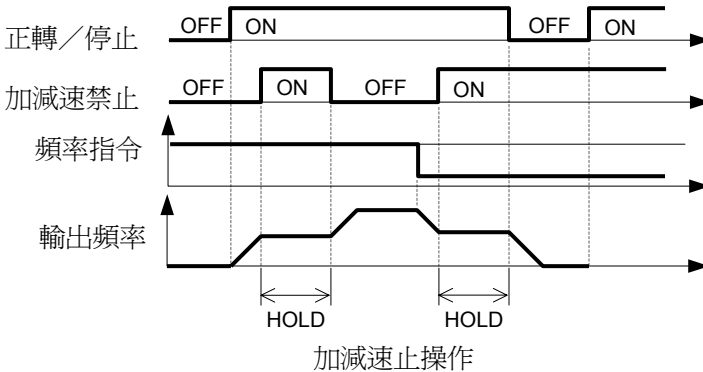 正轉／停止
OFF ON OFF ON
加減速禁止
OFF ON OFF ON
頻率指令
輸出頻率
HOLD HOLD
加減速止操作